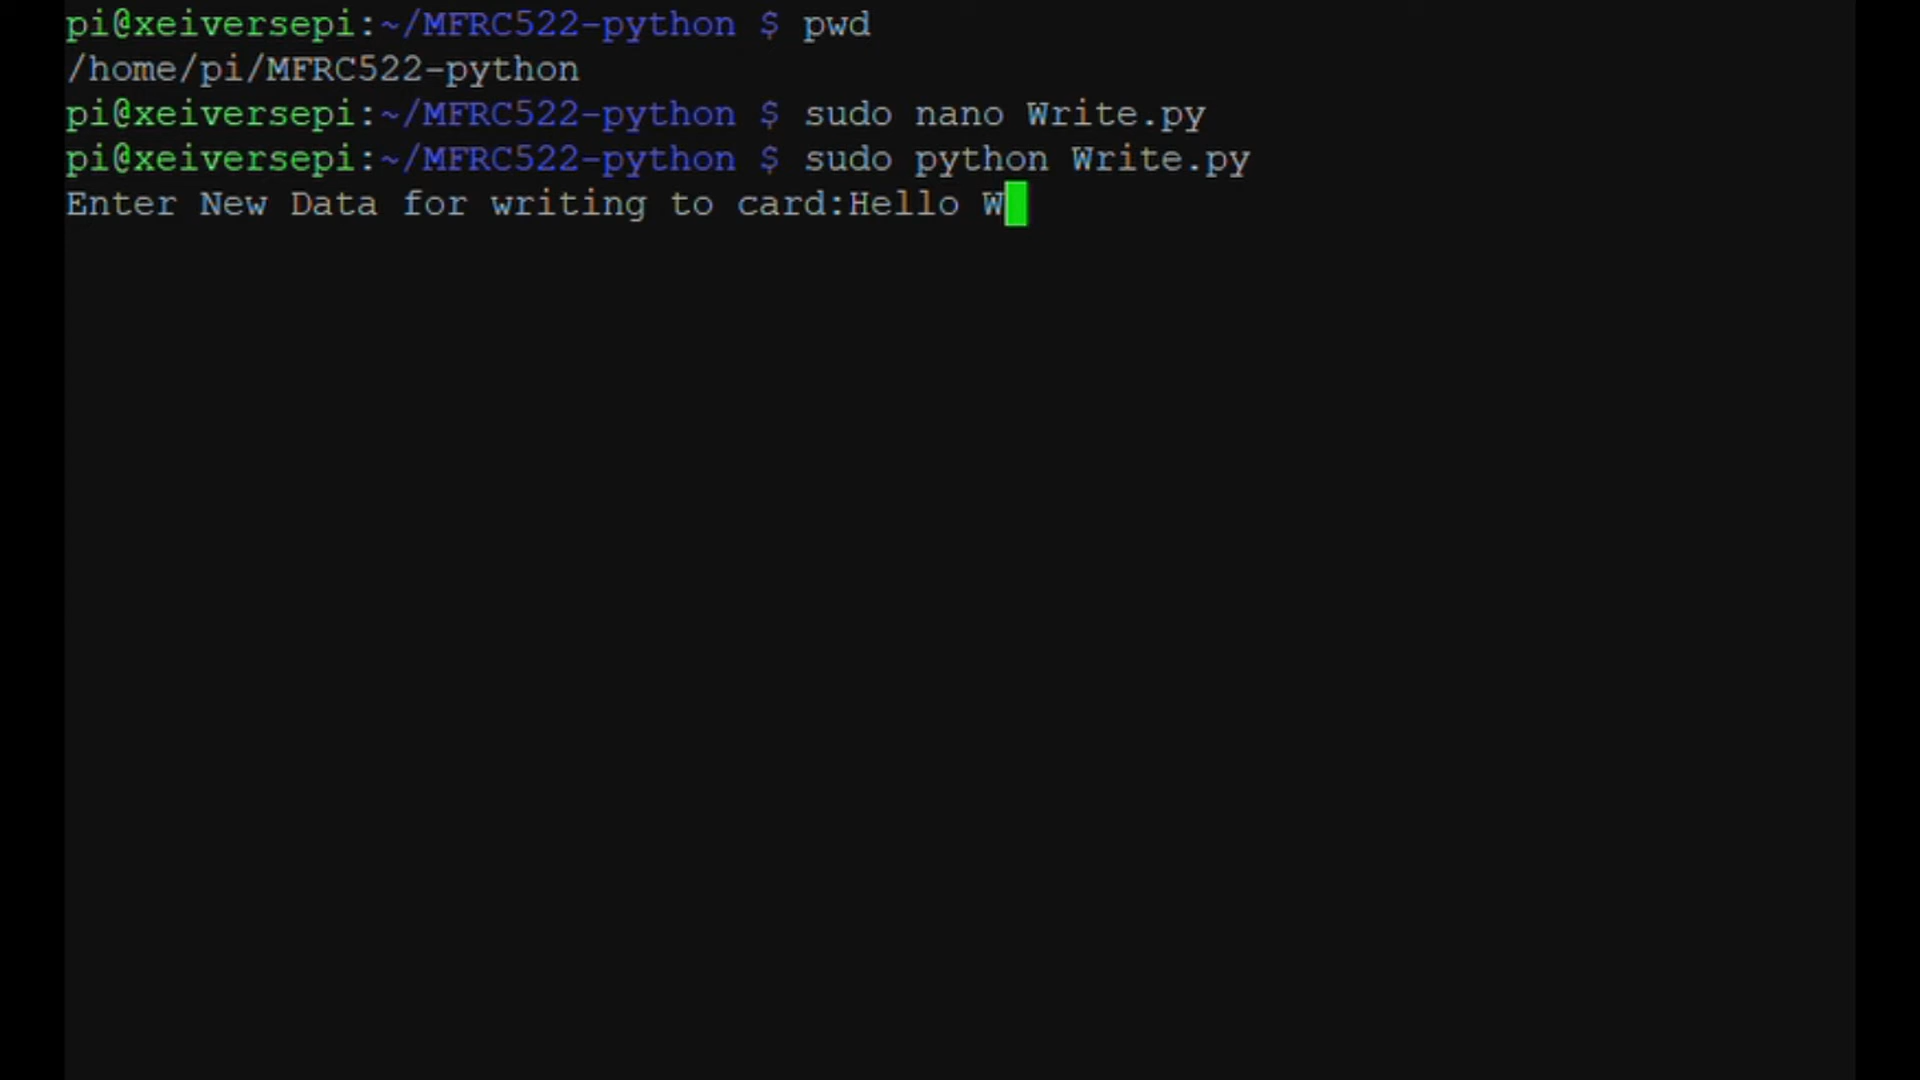 pi@xeiversepi:~/MFRC522-python $ pwd
/home/pi/MFRC522-python
pi@xeiversepi:~/MFRC522-python $ sudo nano Write.py
pi@xeiversepi:~/MFRC522-python $ sudo python Write.py
Enter New Data for writing to card:Hello W